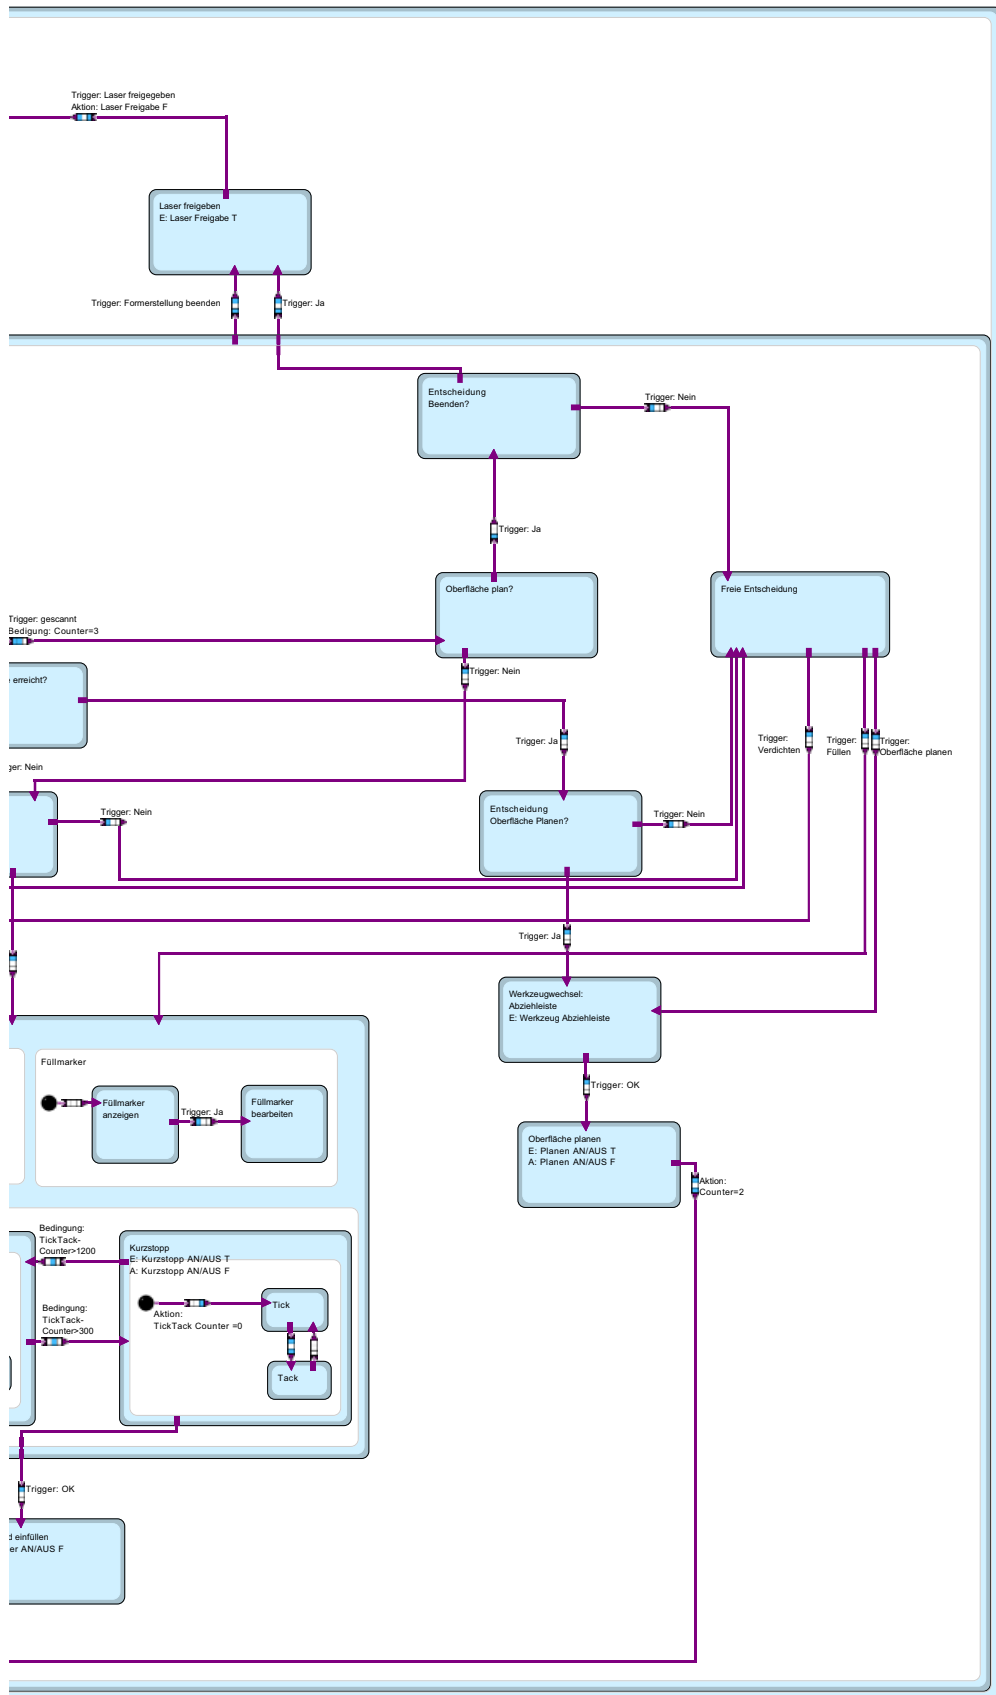 Trigger: Laser freigegeben
Aktion: Laser Freigabe F
Laser freigeben
E: Laser Freigabe T
Trigger: Formerstellung beenden
Trigger: Ja
Entscheidung
Beenden?
Trigger: Nein
Trigger: Ja
Oberfläche plan?
Freie Entscheidung
Trigger: gescannt
Bedigung: Counter=3
Trigger: Nein
e erreicht?
Trigger: Ja
Trigger:
Verdichten
Trigger:
Füllen
Trigger:
Oberfläche planen
ger: Nein
Trigger: Nein
Entscheidung
Oberfläche Planen?
Trigger: Nein
Trigger: Ja
Werkzeugwechsel:
Abziehleiste
E: Werkzeug Abziehleiste
Füllmarker
Füllmarker
anzeigen
Trigger: Ja
Füllmarker
bearbeiten
Trigger: OK
Oberfläche planen
E: Planen AN/AUS T
A: Planen AN/AUS F
Aktion:
Counter=2
Bedingung:
TickTack-
Counter>1200
Kurzstopp
E: Kurzstopp AN/AUS T
A: Kurzstopp AN/AUS F
Bedingung:
TickTack-
Counter>300
Aktion:
TickTack Counter =0
Tick
Tack
Trigger: OK
d einfüllen
er AN/AUS F